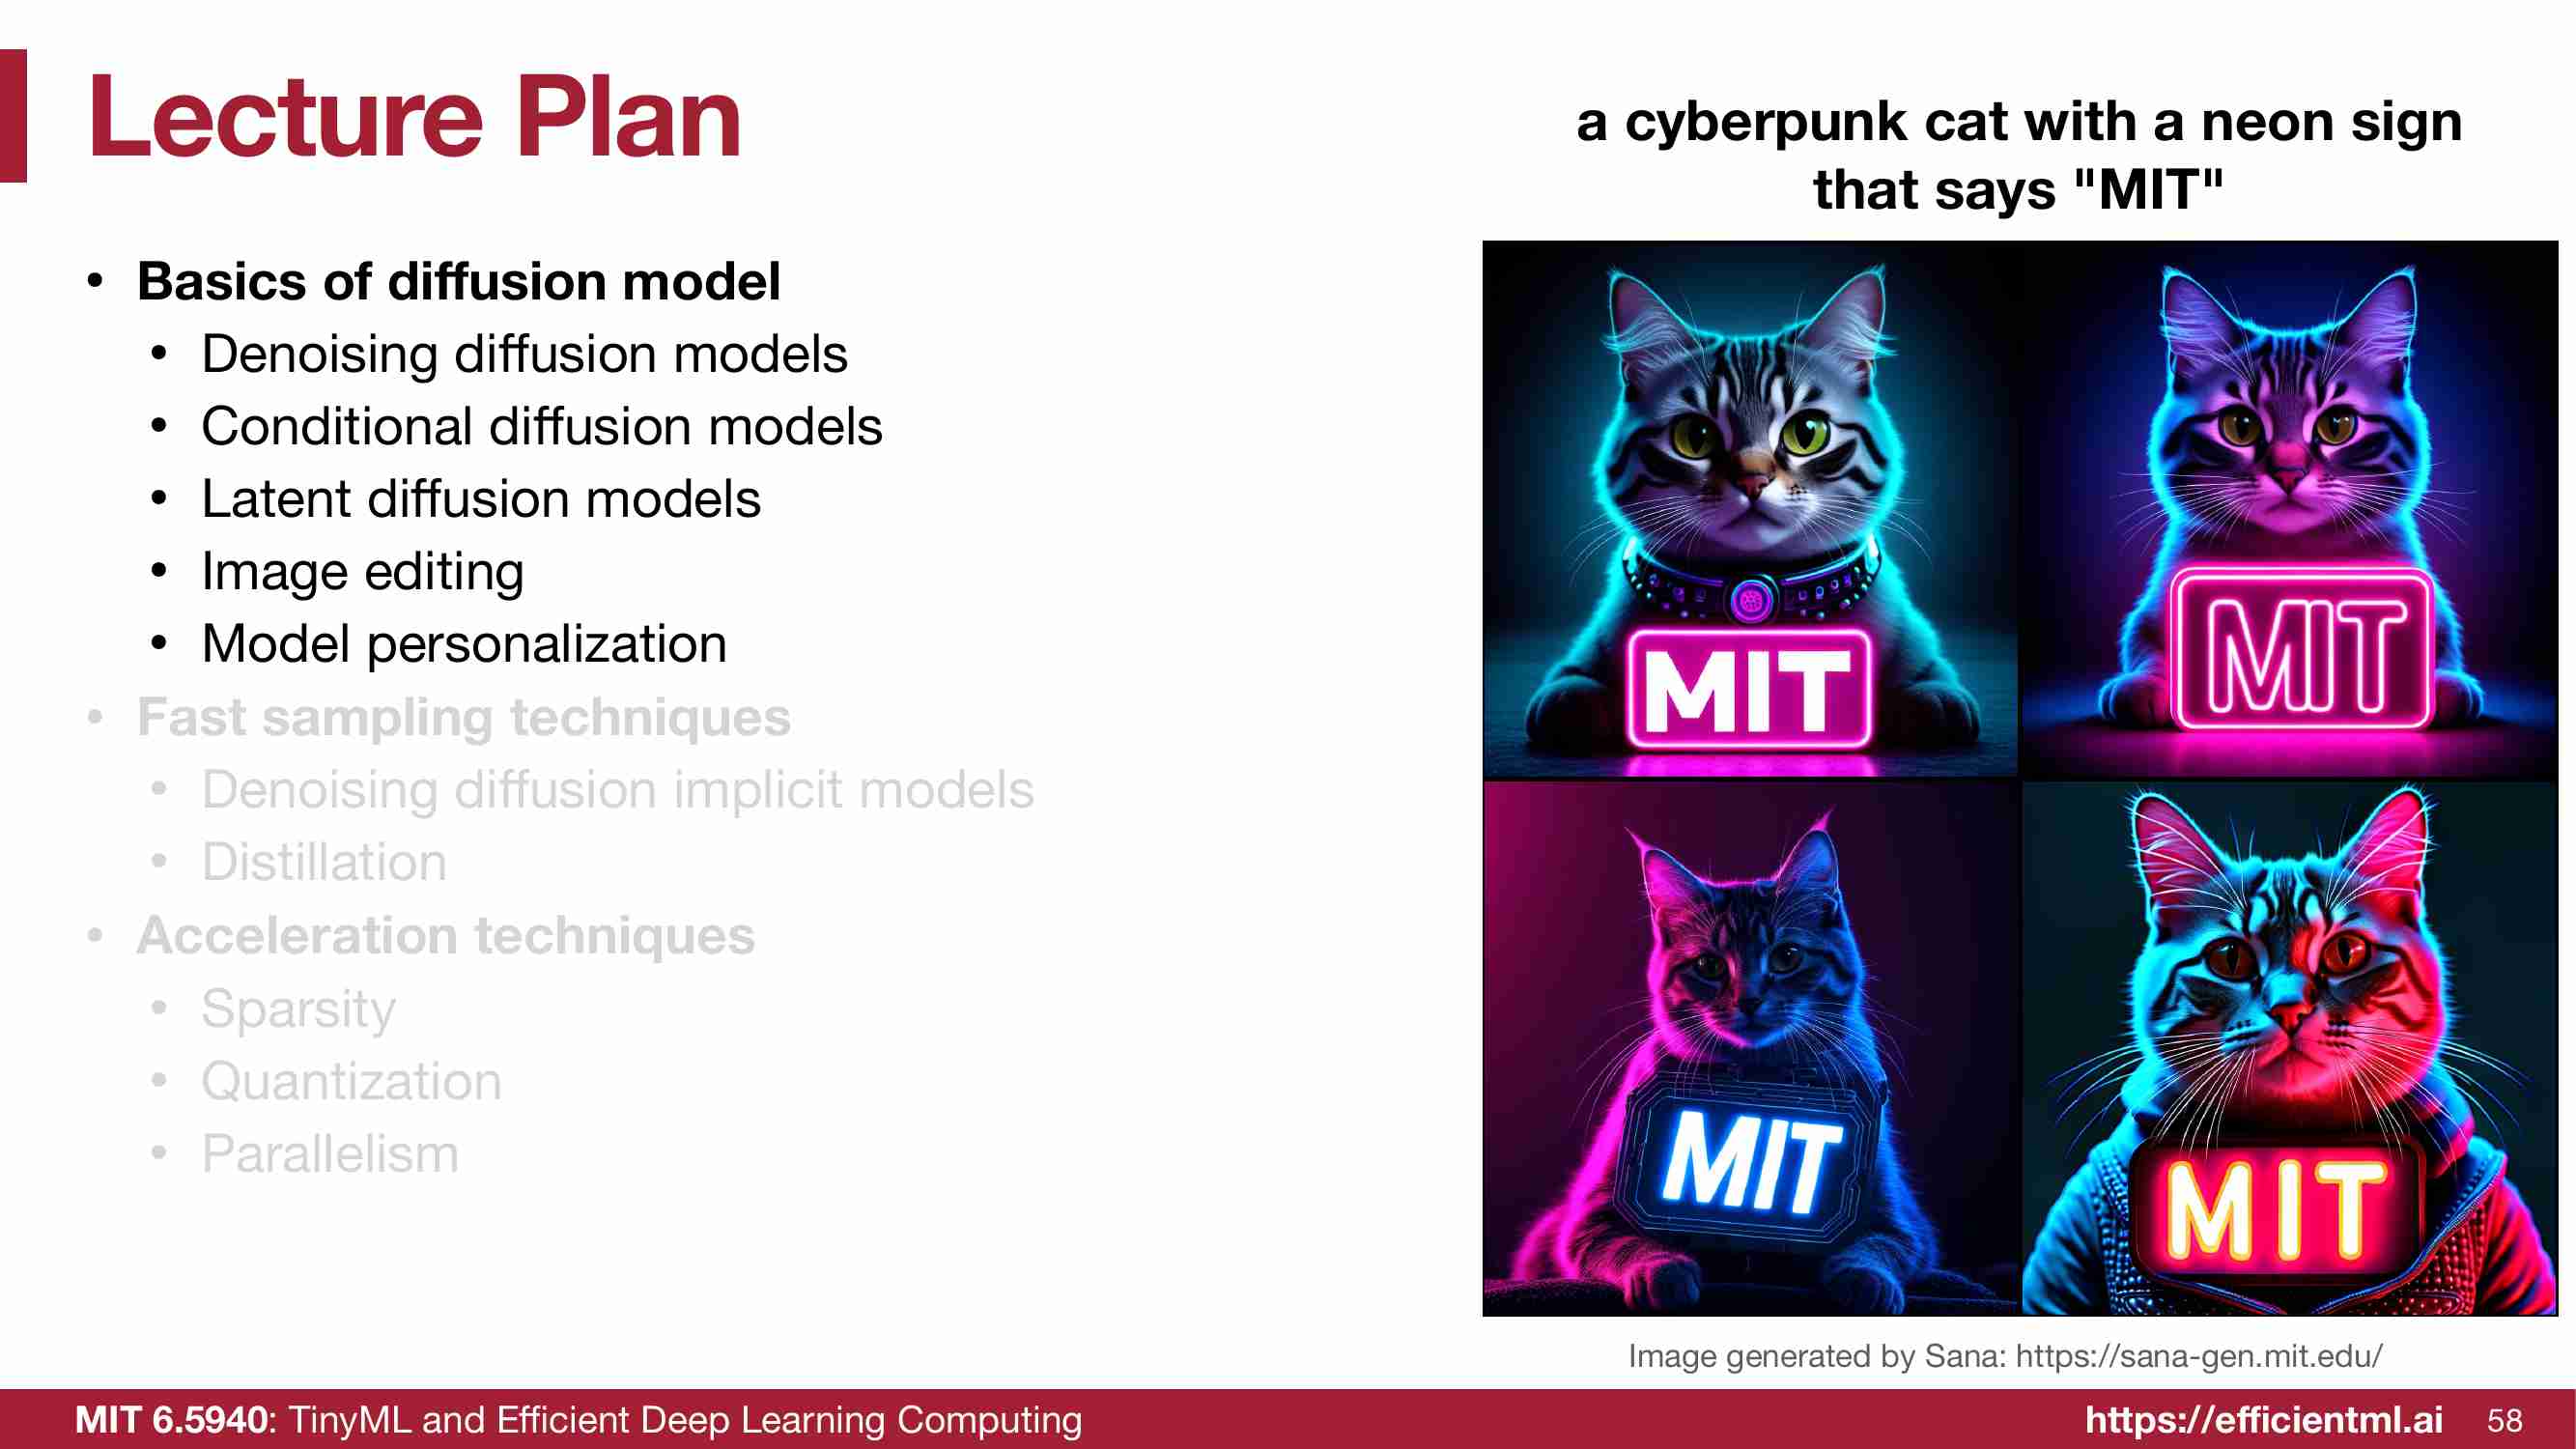 Lecture Plan
• Basics of diffusion model
• Denoising diffusion models
• Conditional diffusion models
• Latent diffusion models
• Image editing
• Model personalization
• Fast sampling techniques
• Denoising diffusion implicit models
• Distillation
• Acceleration techniques
• Sparsity
• Quantization
• Parallelism
a cyberpunk cat with a neon sign
that says "MIT"
MIT
MIT
MIT
MIT
Image generated by Sana: https://sana-gen.mit.edu/
MIT 6.5940: TinyML and Efficient Deep Learning Computing
https://efficientml.ai 58